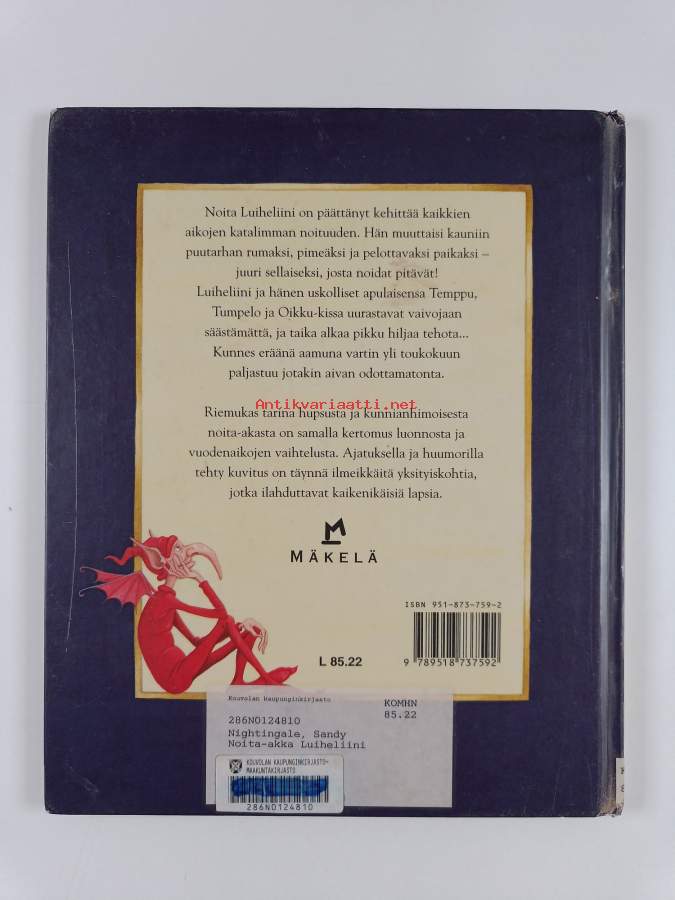 Noita Luiheliini on päättänyt kehittää kaikkien
aikojen katalimman noituuden. Hän muuttaisi kauniin
puutarhan rumaksi, pimeäksi ja pelottavaksi paikaksi –
juuri sellaiseksi, josta noidat pitävät!
Luiheliini ja hänen uskolliset apulaisensa Temppu,
Tumpelo ja Oikku-kissa uurastavat vaivojaan
säästämättä, ja taika alkaa pikku hiljaa tehota...
Kunnes eräänä aamuna vartin yli toukokuun
paljastuu jotakin aivan odottamatonta.
Antikvariaatti.net
Riemukas tarina hupsusta ja kunnianhimoisesta
noita-akasta on samalla kertomus luonnosta ja
vuodenaikojen vaihtelusta. Ajatuksella ja huumorilla
tehty kuvitus on täynnä ilmeikkäitä yksityiskohtia,
jotka ilahduttavat kaikenikäisiä lapsia.
MÄKELÄ
ISBN 951-873-759-2
9 789518 737592
L 85.22
Kouvolan kaupunginkirjasto
KOMHN
85.22
286N0124810
Nightingale, Sandy
Noita-akka Luiheliini
KOUVOLAN KAUPUNGINKIRJASTO-
MAAKUNTAKIRJASTO
286N0124810